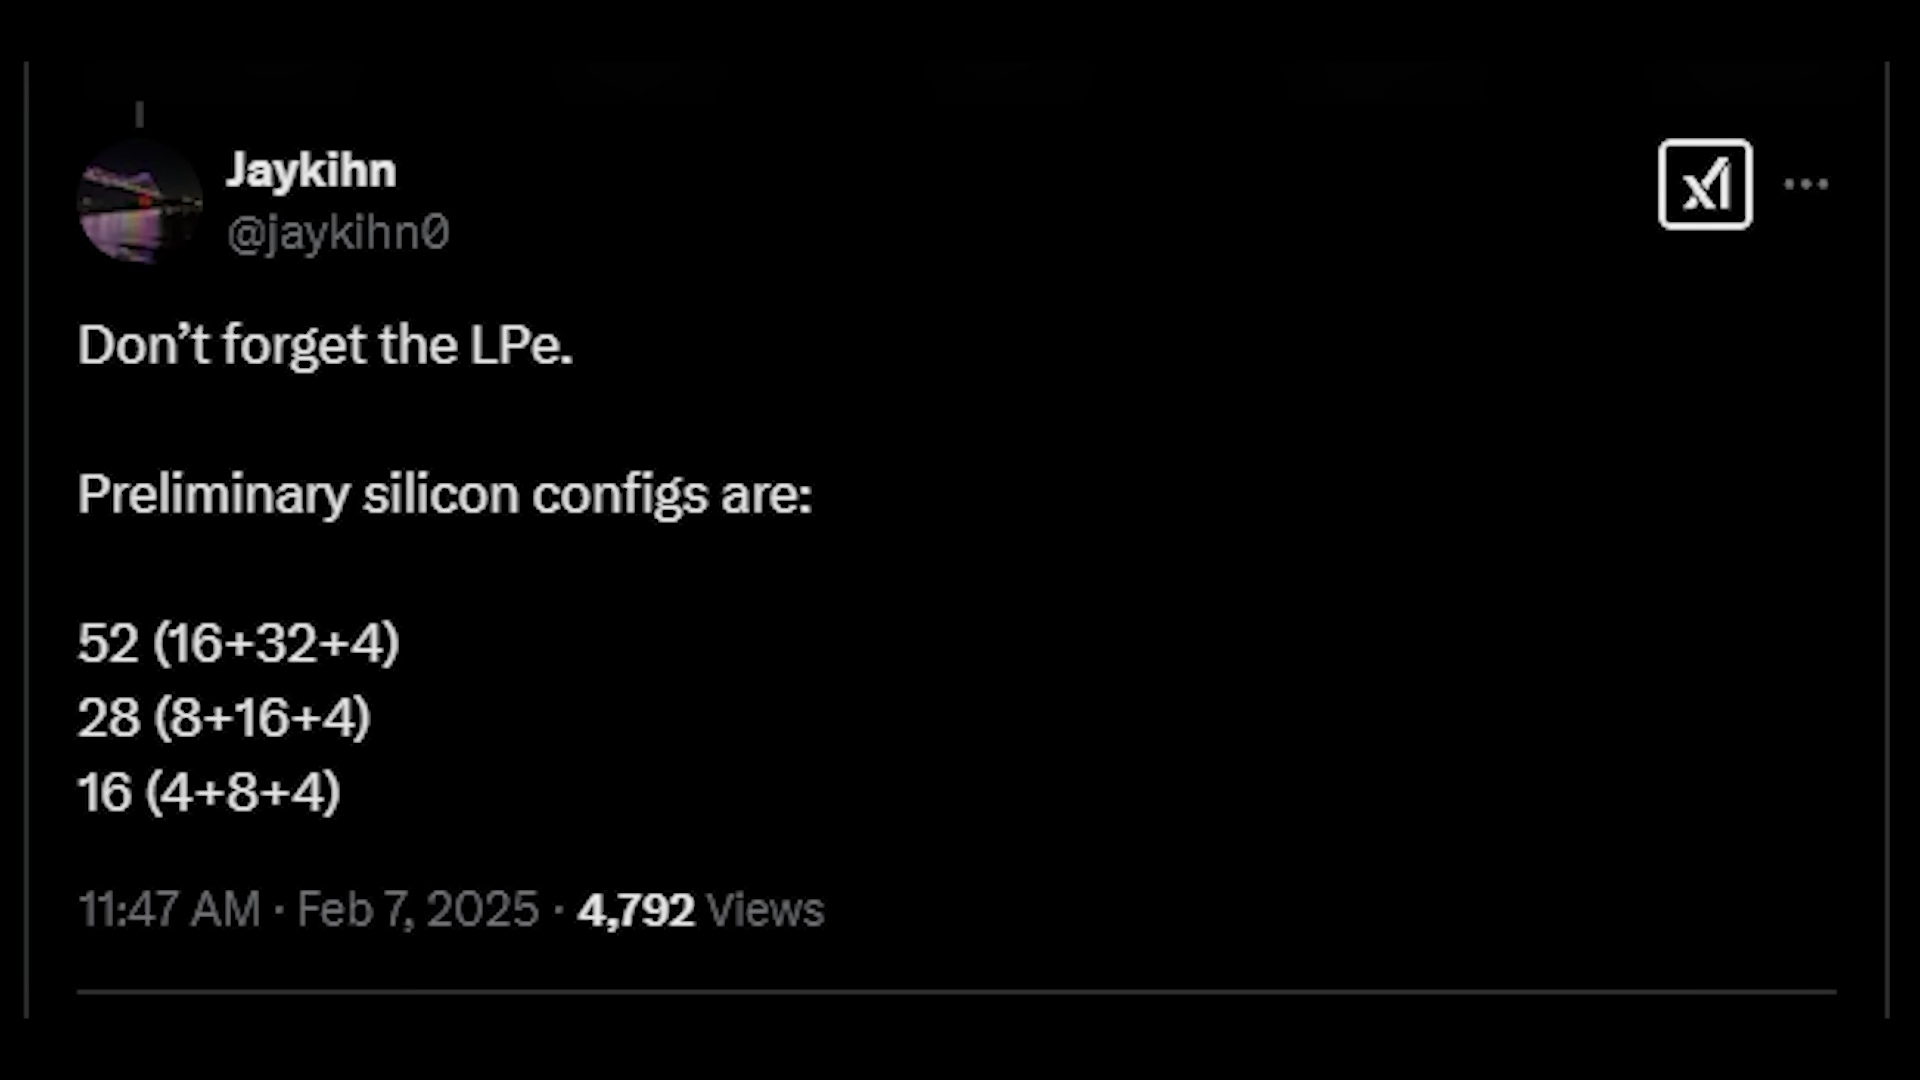 Jaykihn
@jaykihn0
Don’t forget the LPe.
Preliminary silicon configs are:
52 (16+32+4)
28 (8+16+4)
16 (4+8+4)
11:47 AM · Feb 7, 2025 · 4,792 Views